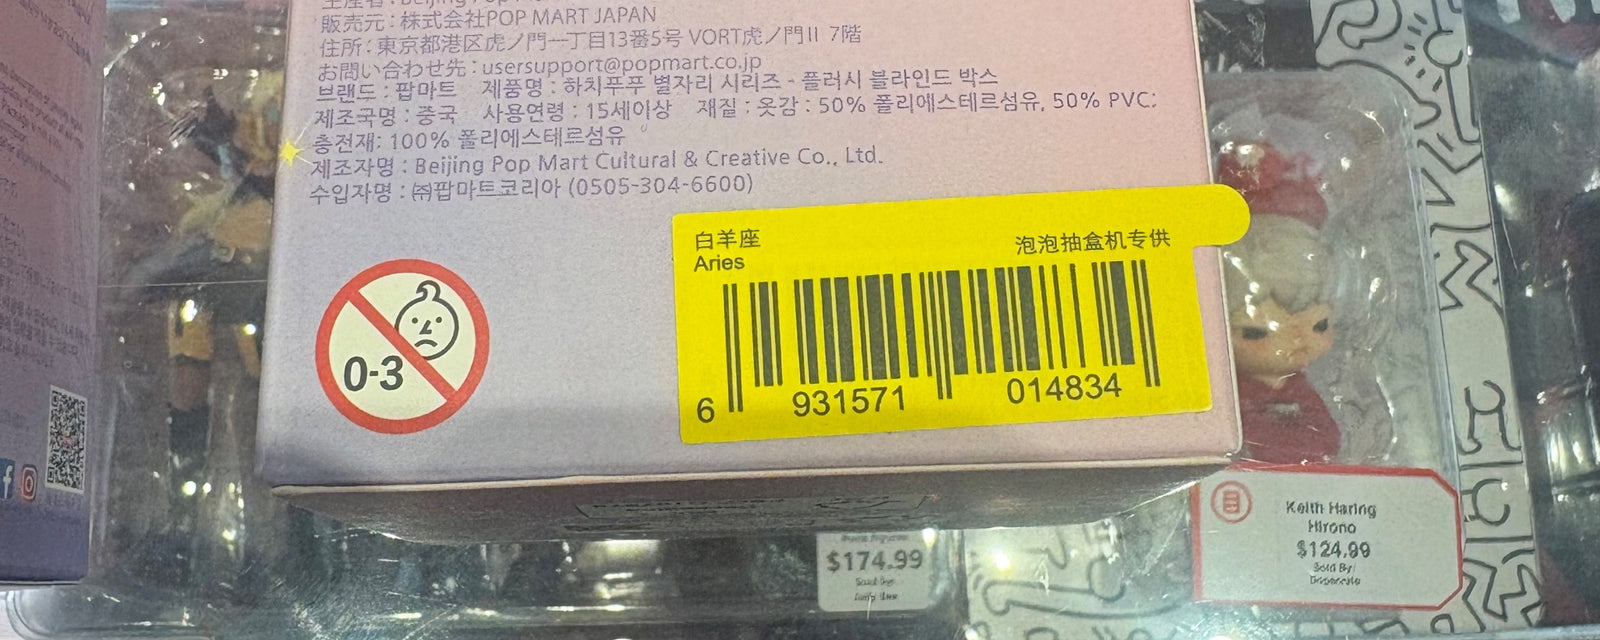 販売元：株式会社POP MART JAPAN
住所：東京都港区虎ノ門一丁目13番5号 VORT虎ノ門II 7階
お問い合わせ先：usersupport@popmart.co.jp
브랜드 : 팝마트 제품명 : 하치푸푸 별자리 시리즈 - 플러시 블라인드 박스
제조국명 : 중국 사용연령 : 15세이상 재질 : 옷감 : 50% 폴리에스테르섬유, 50% PVC;
충전재: 100% 폴리에스테르섬유
제조자명 : Beijing Pop Mart Cultural & Creative Co., Ltd.
수입자명 : ㈜팝마트코리아 (0505-304-6600)
白羊座 泡泡抽盒机专供
Aries
6 931571 014834
0-3
Keith Haring
Hirono
$124.99
Sold By:
$174.99